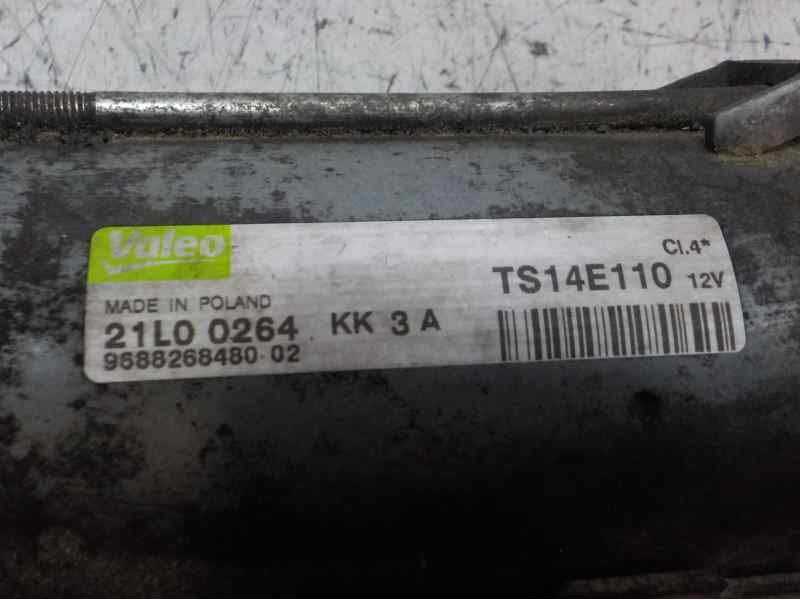 Valeo
Cl.4*
MADE IN POLAND
TS14E110 12V
21L0 0264 KK 3 A
9688268480-02